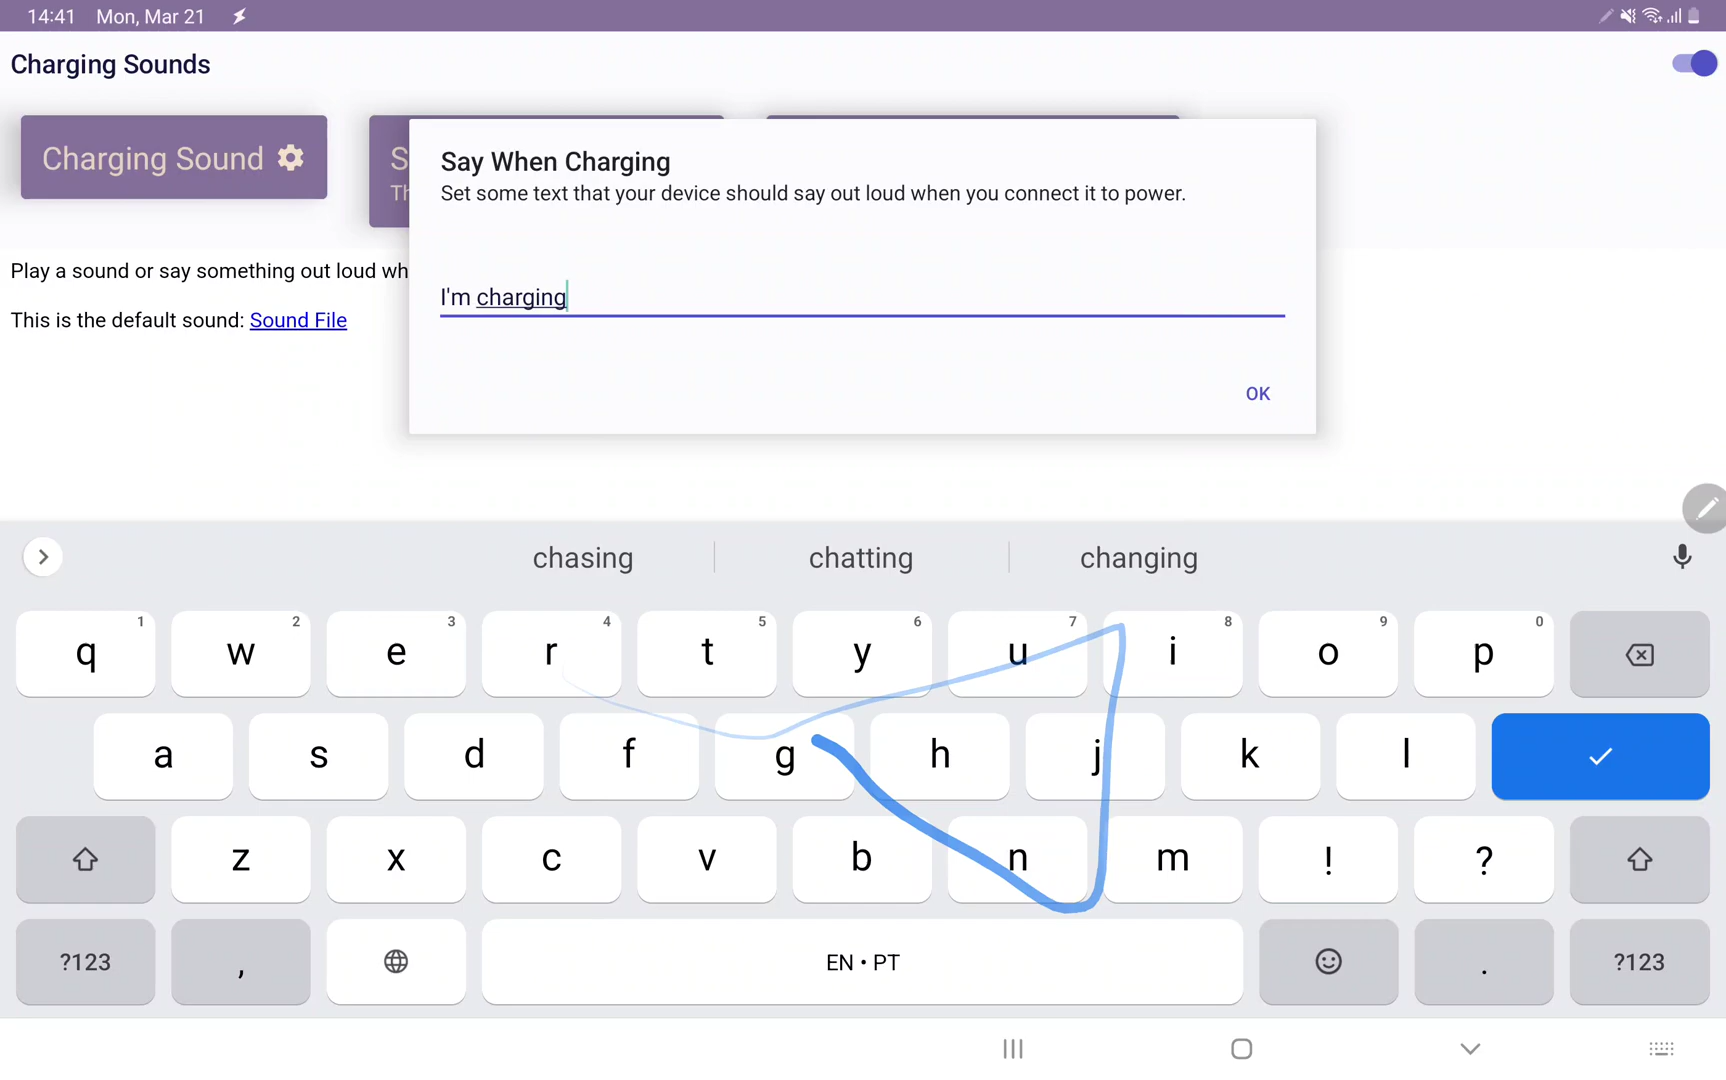 14:41 Mon, Mar 21
Charging Sounds
Charging Sound
S
Th
Say When Charging
Set some text that your device should say out loud when you connect it to power.
I'm charging
OK
Play a sound or say something out loud wh
This is the default sound: Sound File
chasing chatting changing
q 1 w 2 e 3 r 4 t 5 y 6 u 7 i 8 o 9 p 0
a s d f g h j k l
z x c v b n m ! ?
?123 , EN • PT . ?123